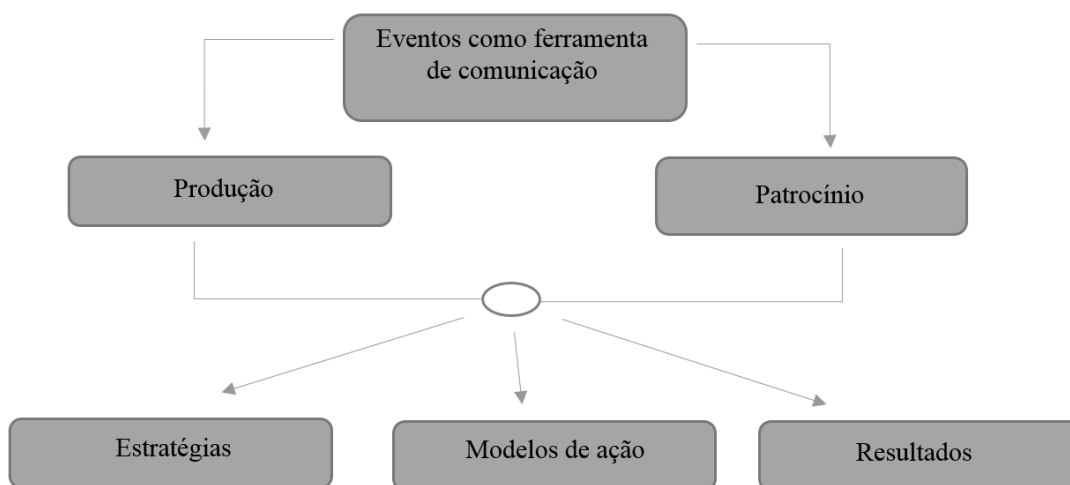 Eventos como ferramenta
de comunicação
Produção
Patrocínio
Estratégias
Modelos de ação
Resultados